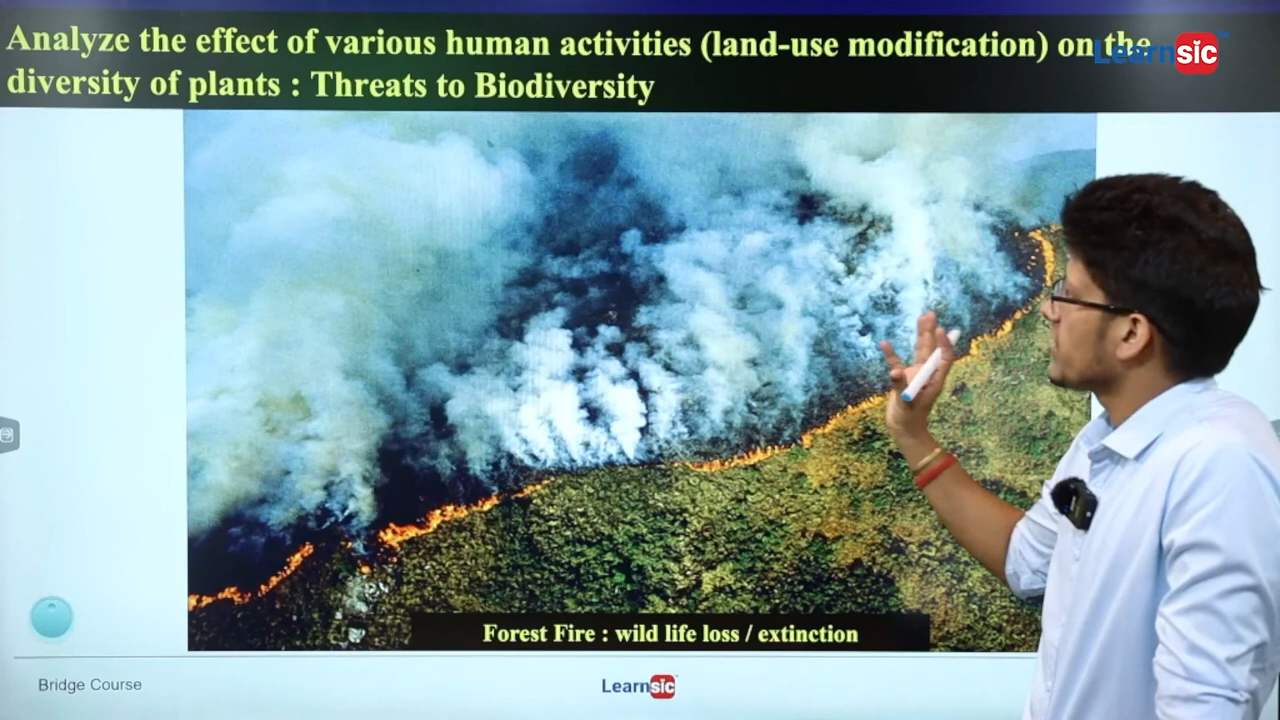 Analyze the effect of various human activities (land-use modification) on the
diversity of plants : Threats to Biodiversity
Learnsic
Forest Fire : wild life loss / extinction
Bridge Course
Learnsic